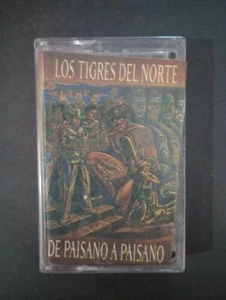 LOS TIGRES DEL NORTE
DE PAISANO A PAISANO